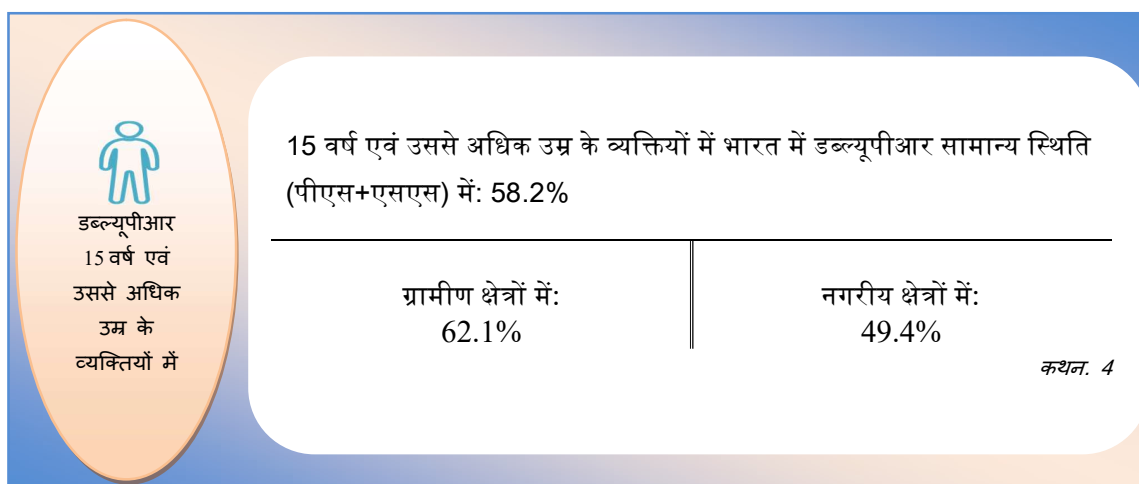 डब्ल्यूपीआर
15 वर्ष एवं
उससे अधिक
उम्र के
व्यक्तियों में
15 वर्ष एवं उससे अधिक उम्र के व्यक्तियों में भारत में डब्ल्यूपीआर सामान्य स्थिति
(पीएस+एसएस) में: 58.2%
ग्रामीण क्षेत्रों में:
62.1%
नगरीय क्षेत्रों में:
49.4%
कथन. 4